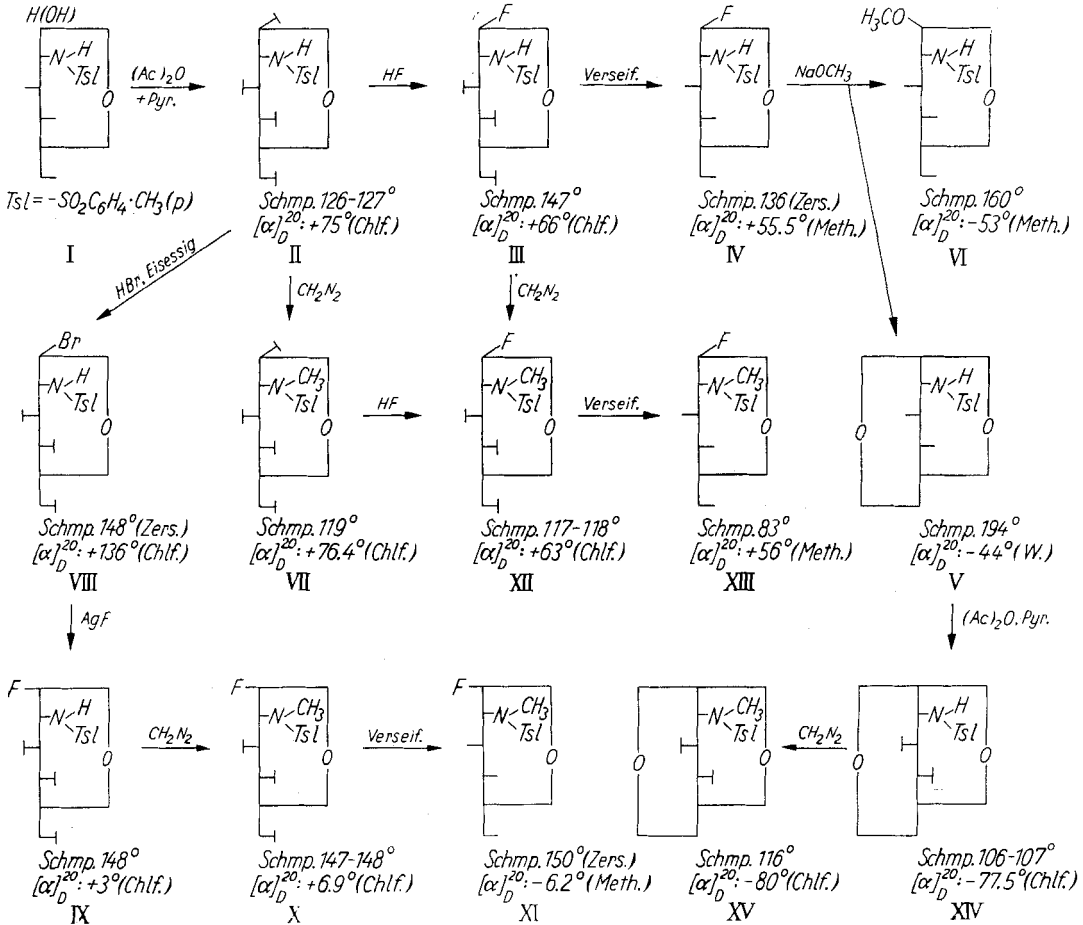 H(OH)
N H
Tsl
O
(Ac)₂O
+Pyr.
N H
Tsl
O
HF
F
N H
Tsl
O
Verseif.
F
N H
Tsl
O
NaOCH₃
H₃CO
N H
Tsl
O
Tsl = -SO₂C₆H₄·CH₃(p)
I
Schmp. 126-127°
[α]D20: +75° (Chlf.)
II
Schmp. 147°
[α]D20: +66° (Chlf.)
III
Schmp. 136 (Zers.)
[α]D20: +55.5° (Meth.)
IV
Schmp. 160°
[α]D20: -53° (Meth.)
VI
HBr, Eisessig
CH₂N₂
CH₂N₂
Br
N H
Tsl
O
N CH₃
Tsl
O
HF
F
N CH₃
Tsl
O
Verseif.
F
N CH₃
Tsl
O
O
N H
Tsl
O
Schmp. 148° (Zers.)
[α]D20: +136° (Chlf.)
VIII
Schmp. 119°
[α]D20: +76.4° (Chlf.)
VII
Schmp. 117-118°
[α]D20: +63° (Chlf.)
XII
Schmp. 83°
[α]D20: +56° (Meth.)
XIII
Schmp. 194°
[α]D20: -44° (W.)
V
AgF
(Ac)₂O. Pyr.
F
N H
Tsl
O
CH₂N₂
F
N CH₃
Tsl
O
Verseif.
F
N CH₃
Tsl
O
O
N CH₃
Tsl
O
CH₂N₂
O
N H
Tsl
O
Schmp. 148°
[α]D20: +3° (Chlf.)
IX
Schmp. 147-148°
[α]D20: +6.9° (Chlf.)
X
Schmp. 150° (Zers.)
[α]D20: -6.2° (Meth.)
XI
Schmp. 116°
[α]D20: -80° (Chlf.)
XV
Schmp. 106-107°
[α]D20: -77.5° (Chlf.)
XIV